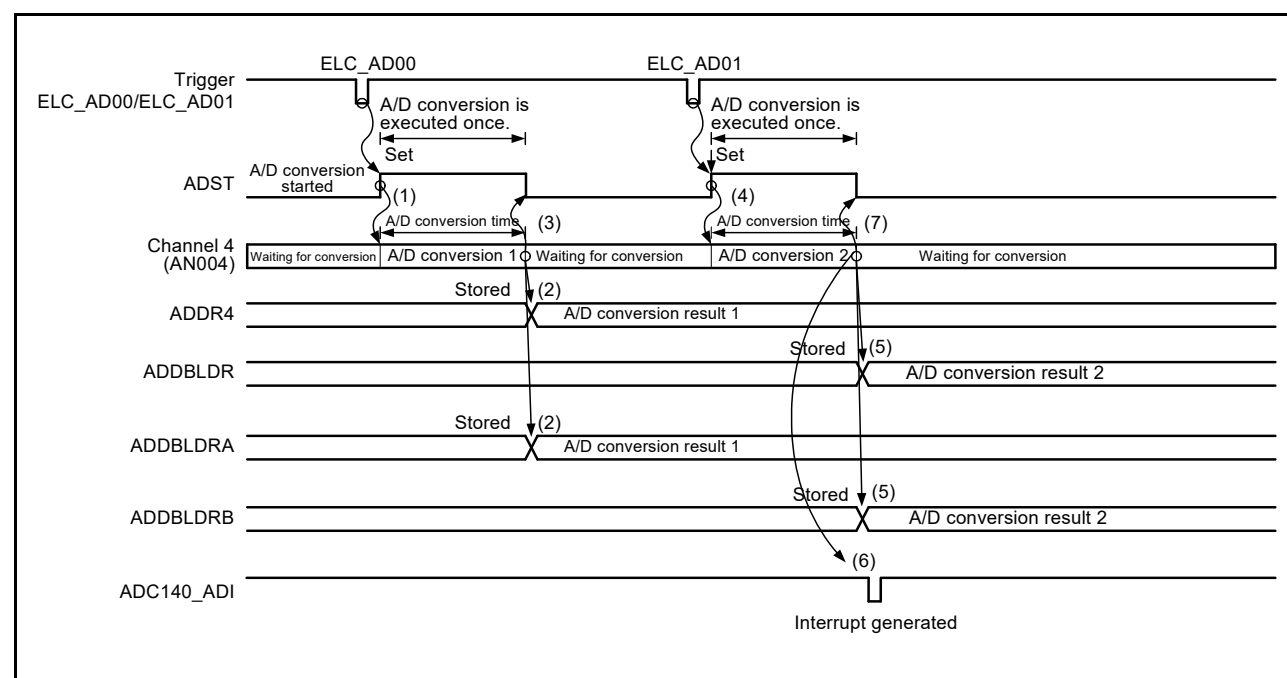 ELC_AD00
ELC_AD01
Trigger
ELC_AD00/ELC_AD01
A/D conversion is
executed once.
A/D conversion is
executed once.
Set
Set
A/D conversion
started
ADST
(1)
(4)
A/D conversion time
(3)
A/D conversion time
(7)
Channel 4
(AN004)
Waiting for conversion
A/D conversion 1
Waiting for conversion
A/D conversion 2
Waiting for conversion
Stored
(2)
ADDR4
A/D conversion result 1
Stored
(5)
ADDBLDR
A/D conversion result 2
Stored
(2)
ADDBLDRA
A/D conversion result 1
Stored
(5)
ADDBLDRB
A/D conversion result 2
(6)
ADC140_ADI
Interrupt generated